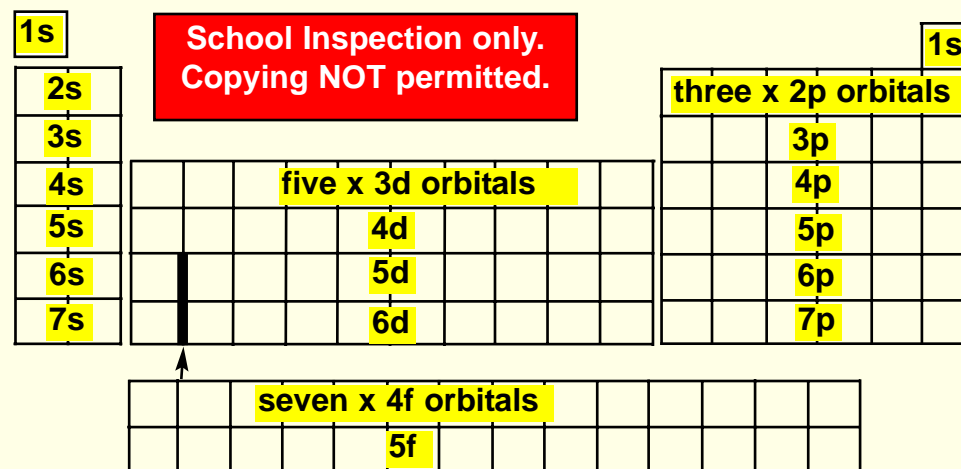 1s
School Inspection only.
Copying NOT permitted.
1s
2s
three x 2p orbitals
3s
3p
4s
five x 3d orbitals
4p
5s
4d
5p
6s
5d
6p
7s
6d
7p
seven x 4f orbitals
5f